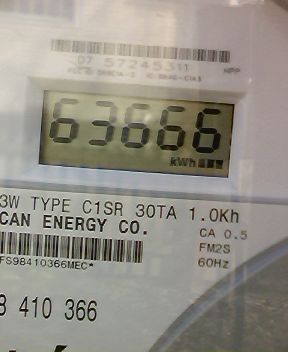 07 57245311 HPP
63666
kWh
3W TYPE C1SR 30TA 1.0Kh
CAN ENERGY CO.
CA 0.5
FM2S
60Hz
FS98410366MEC*
8 410 366